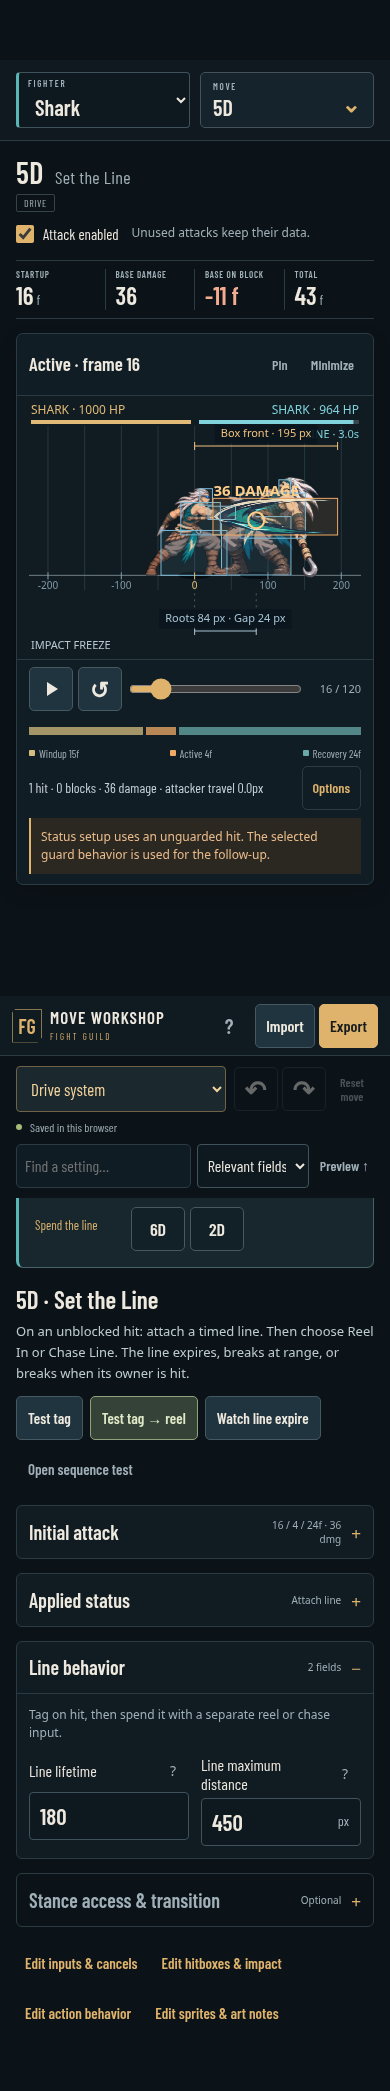 FIGHTER
Shark
MOVE
5D
5D Set the Line
DRIVE
Attack enabled Unused attacks keep their data.
STARTUP
16 f
BASE DAMAGE
36
BASE ON BLOCK
-11 f
TOTAL
43 f
Active · frame 16
Pin
Minimize
SHARK · 1000 HP
SHARK · 964 HP
Box front · 195 px
NE · 3.0s
36 DAMAGE
-200 -100 0 100 200
Roots 84 px · Gap 24 px
IMPACT FREEZE
16 / 120
Windup 15f
Active 4f
Recovery 24f
1 hit · 0 blocks · 36 damage · attacker travel 0.0px
Options
Status setup uses an unguarded hit. The selected
guard behavior is used for the follow-up.
FG
MOVE WORKSHOP
FIGHT GUILD
?
Import
Export
Drive system
Reset
move
Saved in this browser
Find a setting...
Relevant fields
Preview ↑
Spend the line
6D
2D
5D · Set the Line
On an unblocked hit: attach a timed line. Then choose Reel
In or Chase Line. The line expires, breaks at range, or
breaks when its owner is hit.
Test tag
Test tag → reel
Watch line expire
Open sequence test
Initial attack
16 / 4 / 24f · 36
dmg
+
Applied status
Attach line
+
Line behavior
2 fields
−
Tag on hit, then spend it with a separate reel or chase
input.
Line lifetime
?
180
Line maximum
distance
?
450
px
Stance access & transition
Optional
+
Edit inputs & cancels
Edit hitboxes & impact
Edit action behavior
Edit sprites & art notes